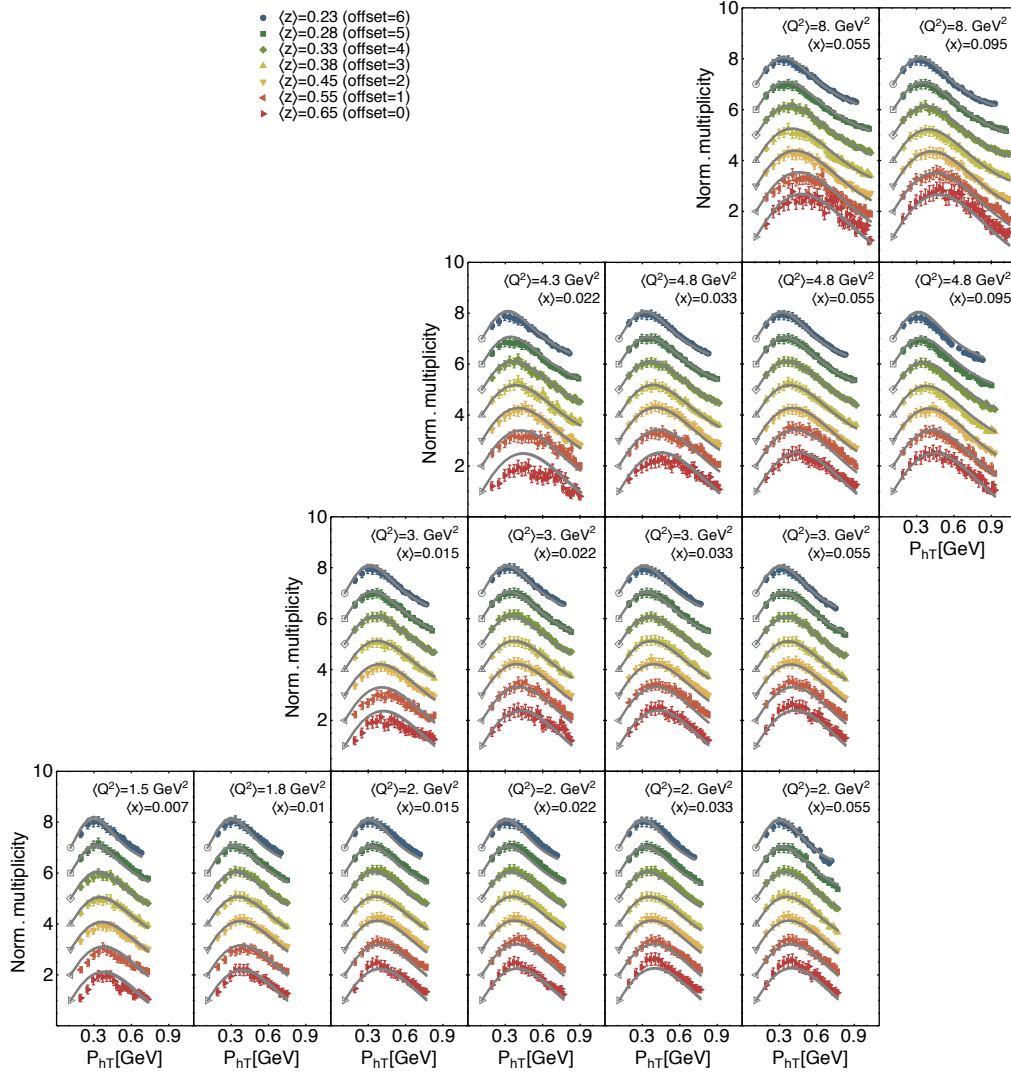 ⟨z⟩=0.23 (offset=6)
⟨z⟩=0.28 (offset=5)
⟨z⟩=0.33 (offset=4)
⟨z⟩=0.38 (offset=3)
⟨z⟩=0.45 (offset=2)
⟨z⟩=0.55 (offset=1)
⟨z⟩=0.65 (offset=0)
10
8
6
4
2
Norm. multiplicity
⟨Q²⟩=8. GeV²
⟨x⟩=0.055
⟨Q²⟩=8. GeV²
⟨x⟩=0.095
10
8
6
4
2
Norm. multiplicity
⟨Q²⟩=4.3 GeV²
⟨x⟩=0.022
⟨Q²⟩=4.8 GeV²
⟨x⟩=0.033
⟨Q²⟩=4.8 GeV²
⟨x⟩=0.055
⟨Q²⟩=4.8 GeV²
⟨x⟩=0.095
0.3 0.6 0.9
P_hT[GeV]
10
8
6
4
2
Norm. multiplicity
⟨Q²⟩=3. GeV²
⟨x⟩=0.015
⟨Q²⟩=3. GeV²
⟨x⟩=0.022
⟨Q²⟩=3. GeV²
⟨x⟩=0.033
⟨Q²⟩=3. GeV²
⟨x⟩=0.055
10
8
6
4
2
Norm. multiplicity
⟨Q²⟩=1.5 GeV²
⟨x⟩=0.007
⟨Q²⟩=1.8 GeV²
⟨x⟩=0.01
⟨Q²⟩=2. GeV²
⟨x⟩=0.015
⟨Q²⟩=2. GeV²
⟨x⟩=0.022
⟨Q²⟩=2. GeV²
⟨x⟩=0.033
⟨Q²⟩=2. GeV²
⟨x⟩=0.055
0.3 0.6 0.9
P_hT[GeV]
0.3 0.6 0.9
P_hT[GeV]
0.3 0.6 0.9
P_hT[GeV]
0.3 0.6 0.9
P_hT[GeV]
0.3 0.6 0.9
P_hT[GeV]
0.3 0.6 0.9
P_hT[GeV]